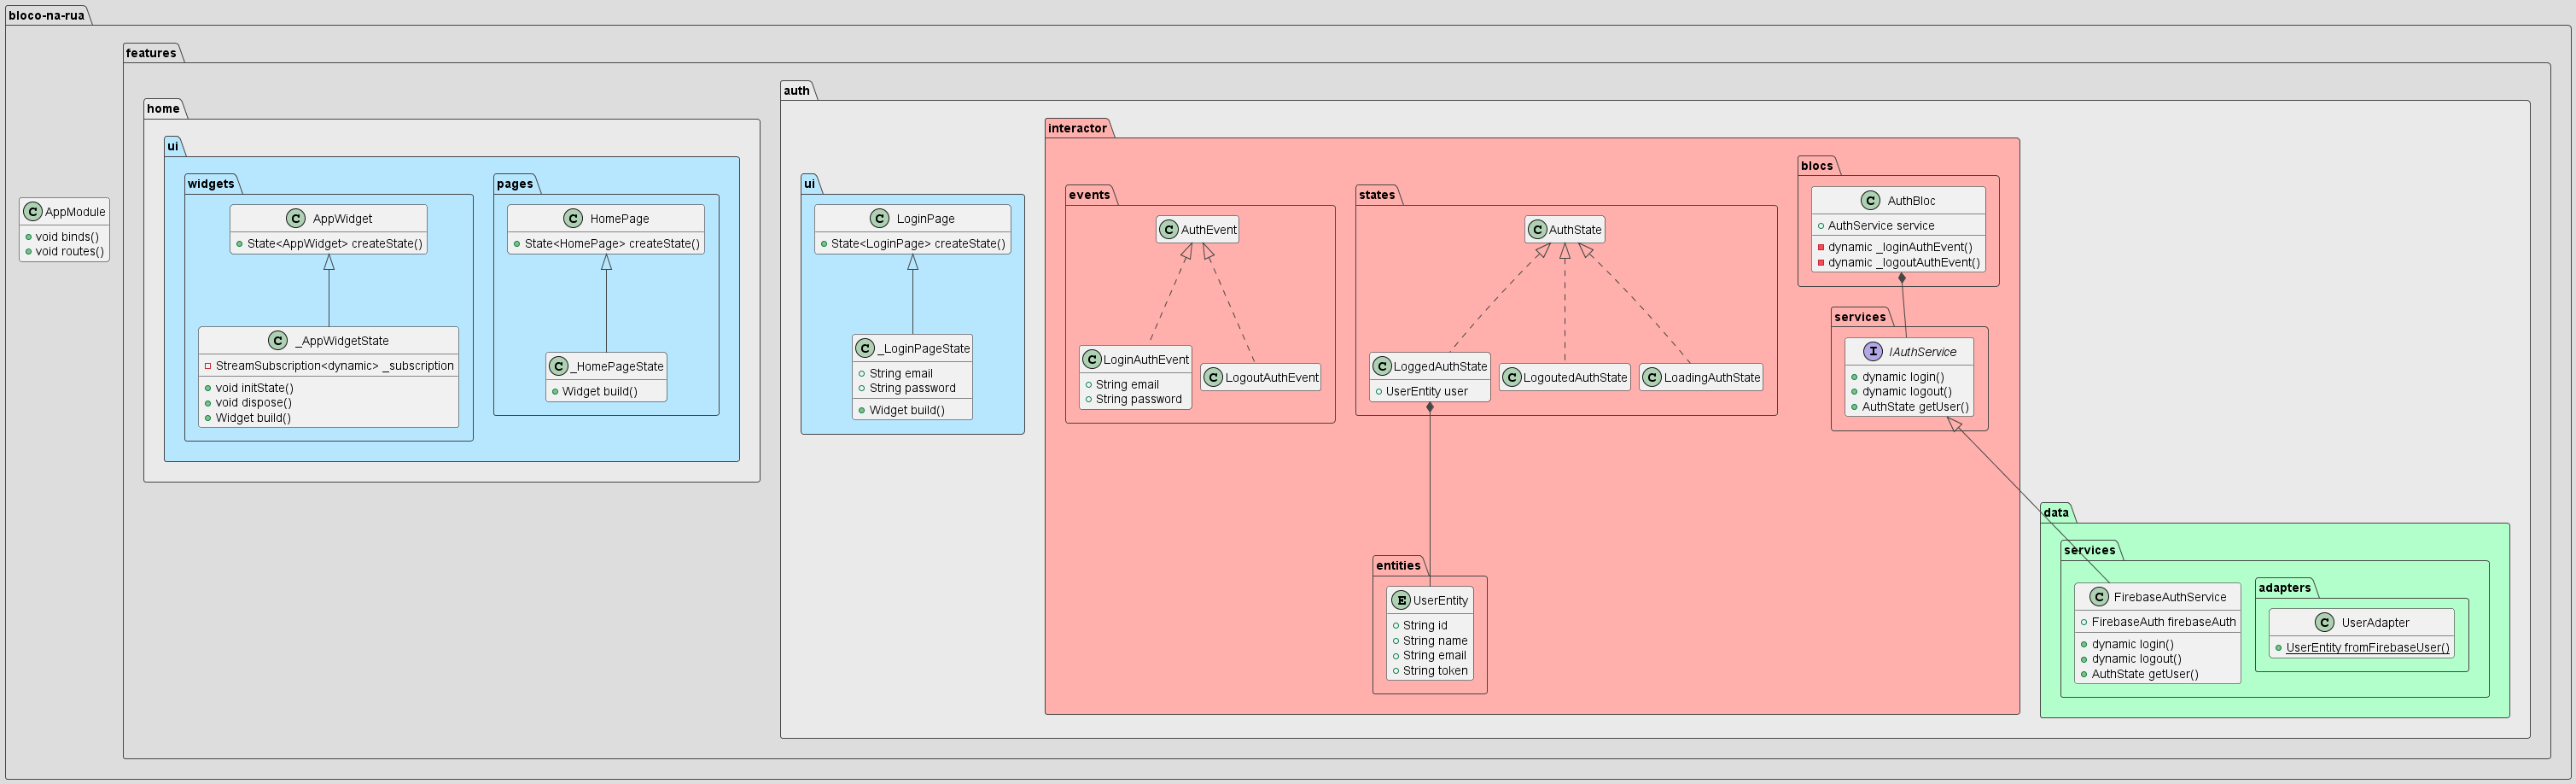 bloco-na-rua
features
AppModule
void binds()
void routes()
home
ui
widgets
AppWidget
State<AppWidget> createState()
_AppWidgetState
StreamSubscription<dynamic> _subscription
void initState()
void dispose()
Widget build()
pages
HomePage
State<HomePage> createState()
_HomePageState
Widget build()
auth
ui
LoginPage
State<LoginPage> createState()
_LoginPageState
String email
String password
Widget build()
interactor
events
AuthEvent
LoginAuthEvent
String email
String password
LogoutAuthEvent
states
AuthState
LoggedAuthState
UserEntity user
LogoutedAuthState
LoadingAuthState
blocs
AuthBloc
AuthService service
dynamic _loginAuthEvent()
dynamic _logoutAuthEvent()
services
IAuthService
dynamic login()
dynamic logout()
AuthState getUser()
entities
UserEntity
String id
String name
String email
String token
data
services
FirebaseAuthService
FirebaseAuth firebaseAuth
dynamic login()
dynamic logout()
AuthState getUser()
adapters
UserAdapter
UserEntity fromFirebaseUser()